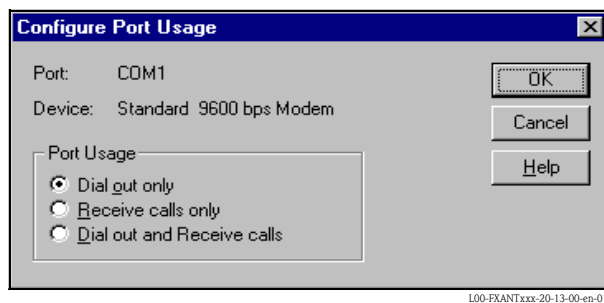 Configure Port Usage
Port: COM1
Device: Standard 9600 bps Modem
Port Usage
Dial out only
Receive calls only
Dial out and Receive calls
OK
Cancel
Help
L00-FXANTxxx-20-13-00-en-0